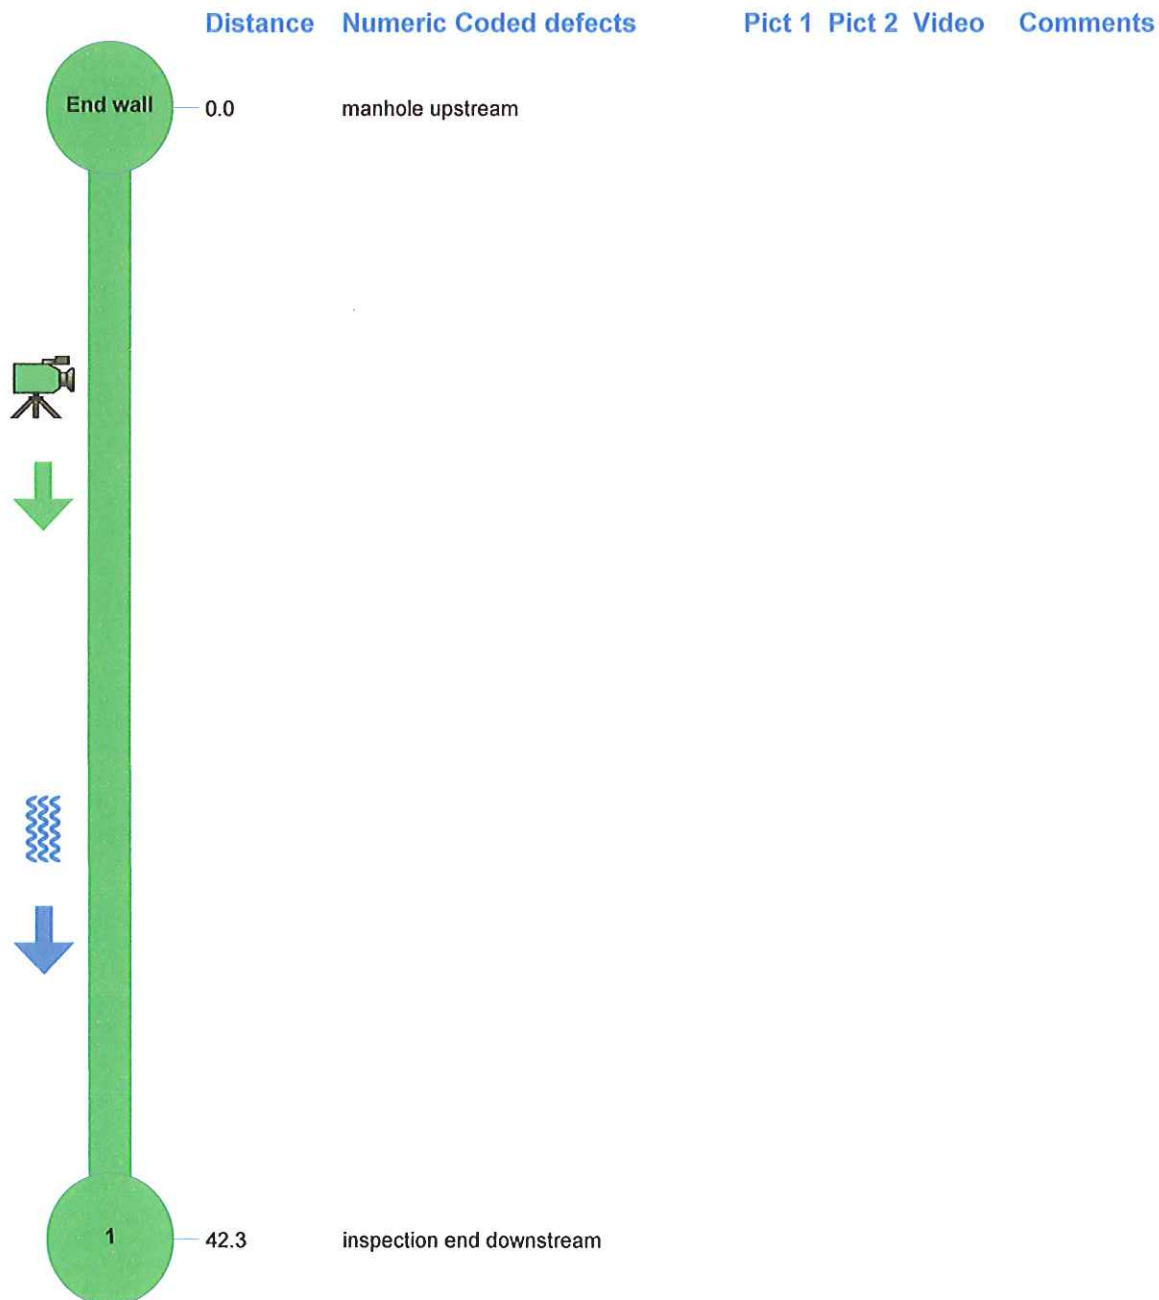 Distance Numeric Coded defects Pict 1 Pict 2 Video Comments
End wall 0.0 manhole upstream
1 42.3 inspection end downstream